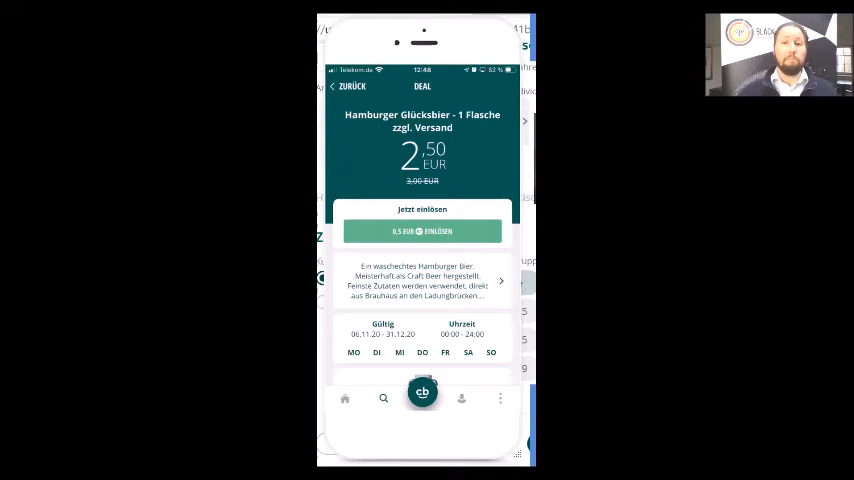 Telekom.de
12:48
52 %
ZURÜCK
DEAL
Hamburger Glücksbier - 1 Flasche
zzgl. Versand
2,50
EUR
3,00 EUR
Jetzt einlösen
0,5 EUR cb EINLÖSEN
Ein waschechtes Hamburger Bier.
Meisterhaft als Craft Beer hergestellt.
Feinste Zutaten werden verwendet, direkt
aus Brauhaus an den Ladungbrücken....
Gültig
Uhrzeit
06.11.20 - 31.12.20
00:00 - 24:00
MO DI MI DO FR SA SO
cb
BLACK